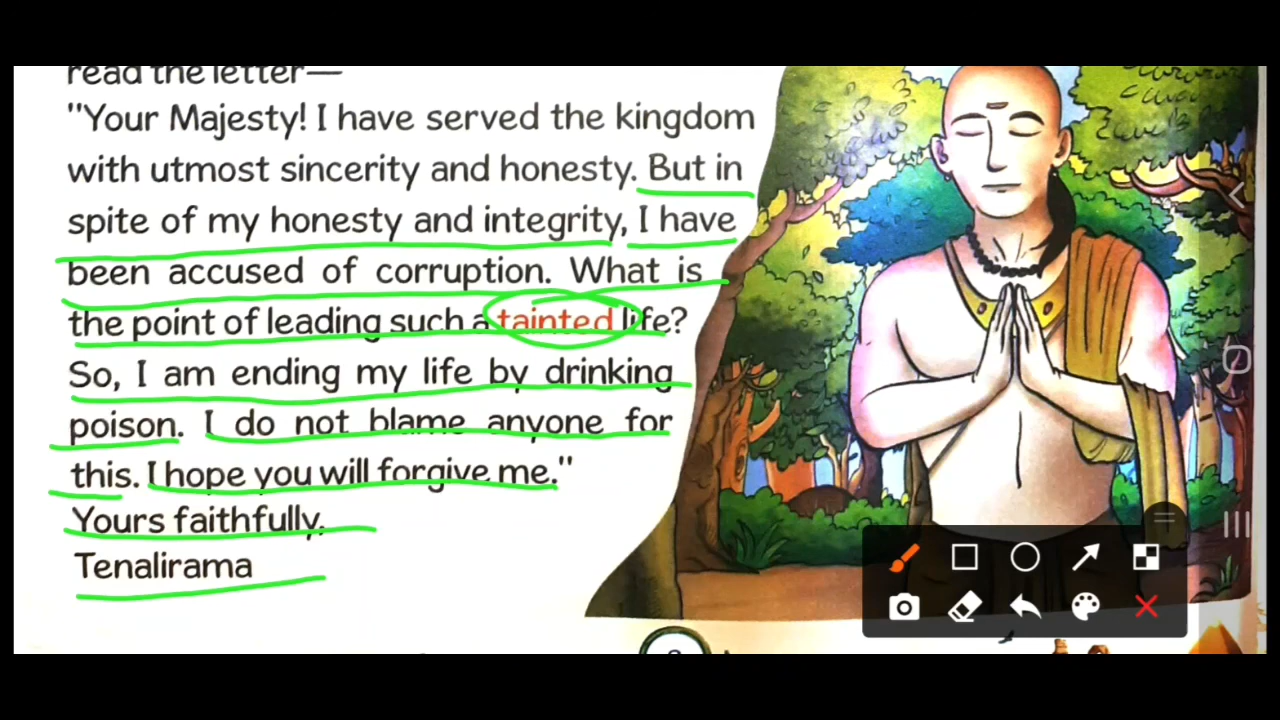 read the letter—
"Your Majesty! I have served the kingdom
with utmost sincerity and honesty. But in
spite of my honesty and integrity, I have
been accused of corruption. What is
the point of leading such a tainted life?
So, I am ending my life by drinking
poison. I do not blame anyone for
this. I hope you will forgive me."
Yours faithfully,
Tenalirama